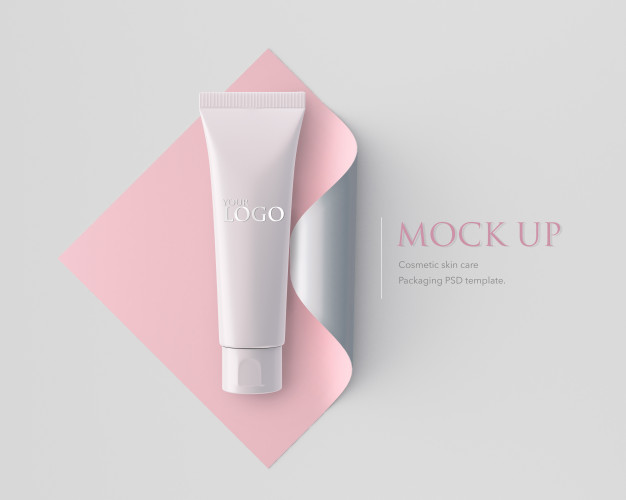 YOUR
LOGO
MOCK UP
Cosmetic skin care
Packaging PSD template.